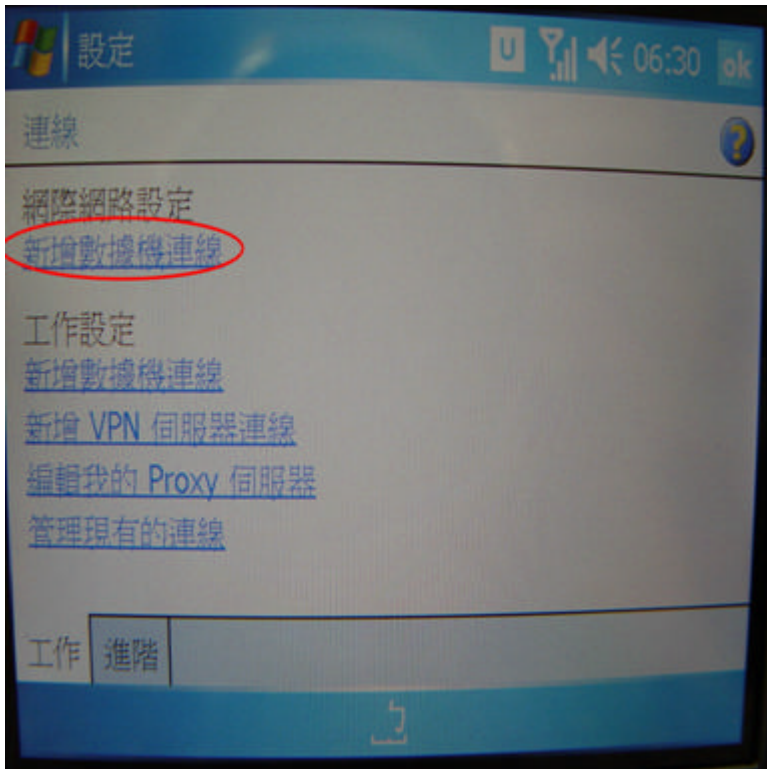 設定 U 06:30 ok
連線 ?
網際網路設定
新增數據機連線
工作設定
新增數據機連線
新增 VPN 伺服器連線
編輯我的 Proxy 伺服器
管理現有的連線
工作 進階
ㄅ